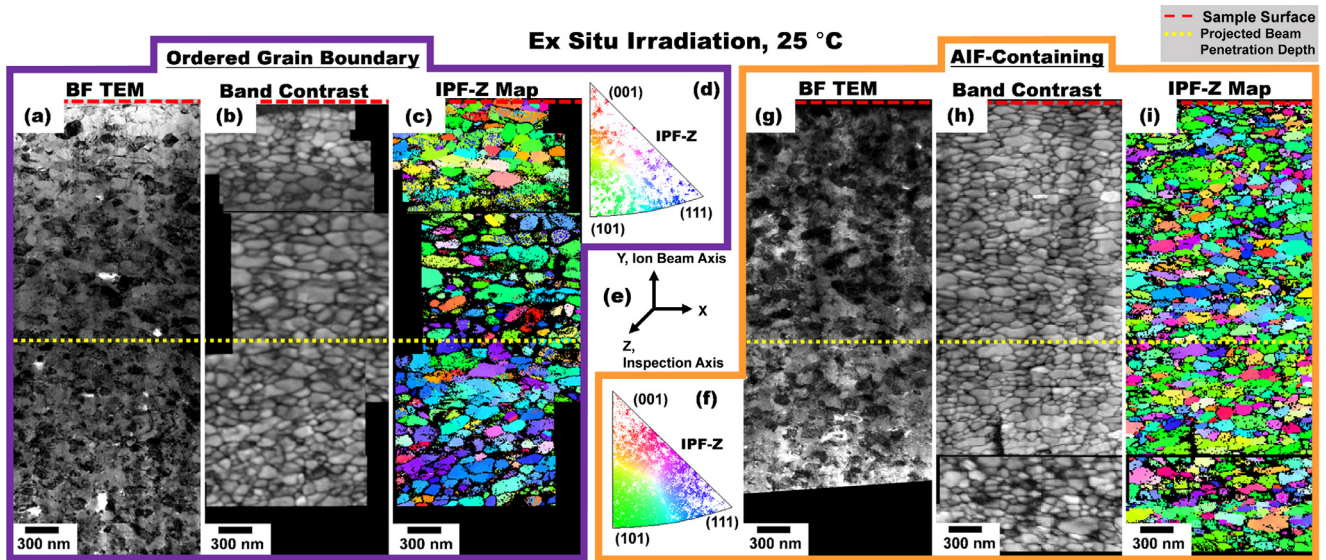 Ex Situ Irradiation, 25 °C
Sample Surface
Projected Beam
Penetration Depth
Ordered Grain Boundary
BF TEM
Band Contrast
IPF-Z Map
(a)
(b)
(c)
(d)
(001)
IPF-Z
(111)
(101)
300 nm
300 nm
300 nm
(e)
Y, Ion Beam Axis
X
Z,
Inspection Axis
AIF-Containing
BF TEM
Band Contrast
IPF-Z Map
(g)
(h)
(i)
(f)
(001)
IPF-Z
(111)
(101)
300 nm
300 nm
300 nm